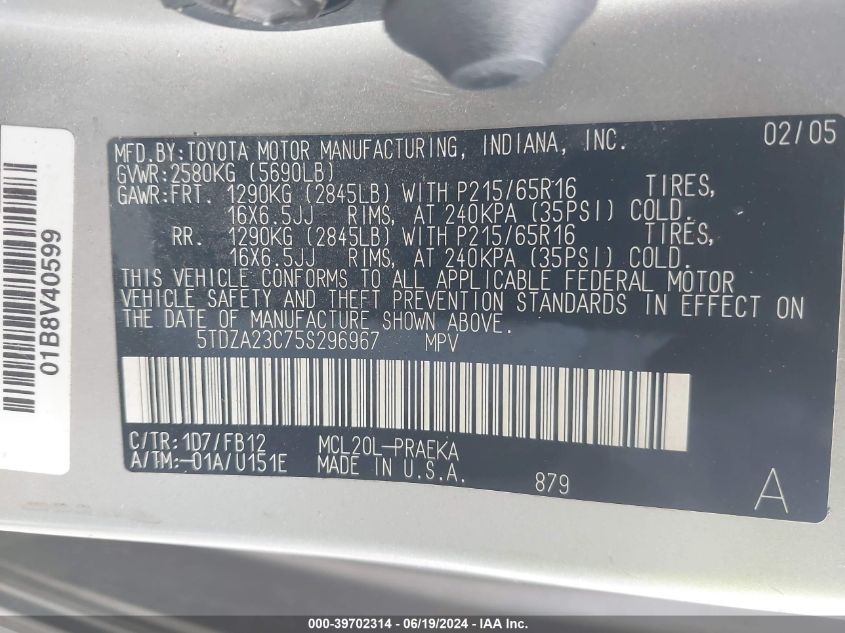 MFD.BY:TOYOTA MOTOR MANUFACTURING, INDIANA, INC. 02/05
GVWR:2580KG (5690LB)
GAWR:FRT. 1290KG (2845LB) WITH P215/65R16 TIRES,
16X6.5JJ RIMS, AT 240KPA (35PSI) COLD.
RR. 1290KG (2845LB) WITH P215/65R16 TIRES,
16X6.5JJ RIMS, AT 240KPA (35PSI) COLD.
THIS VEHICLE CONFORMS TO ALL APPLICABLE FEDERAL MOTOR
VEHICLE SAFETY AND THEFT PREVENTION STANDARDS IN EFFECT ON
THE DATE OF MANUFACTURE SHOWN ABOVE.
5TDZA23C75S296967 MPV
C/TR:1D7/FB12 MCL20L-PRAEKA
A/TM:-01A/U151E MADE IN U.S.A. 879 A
01B8V40599
000-39702314 - 06/19/2024 - IAA Inc.